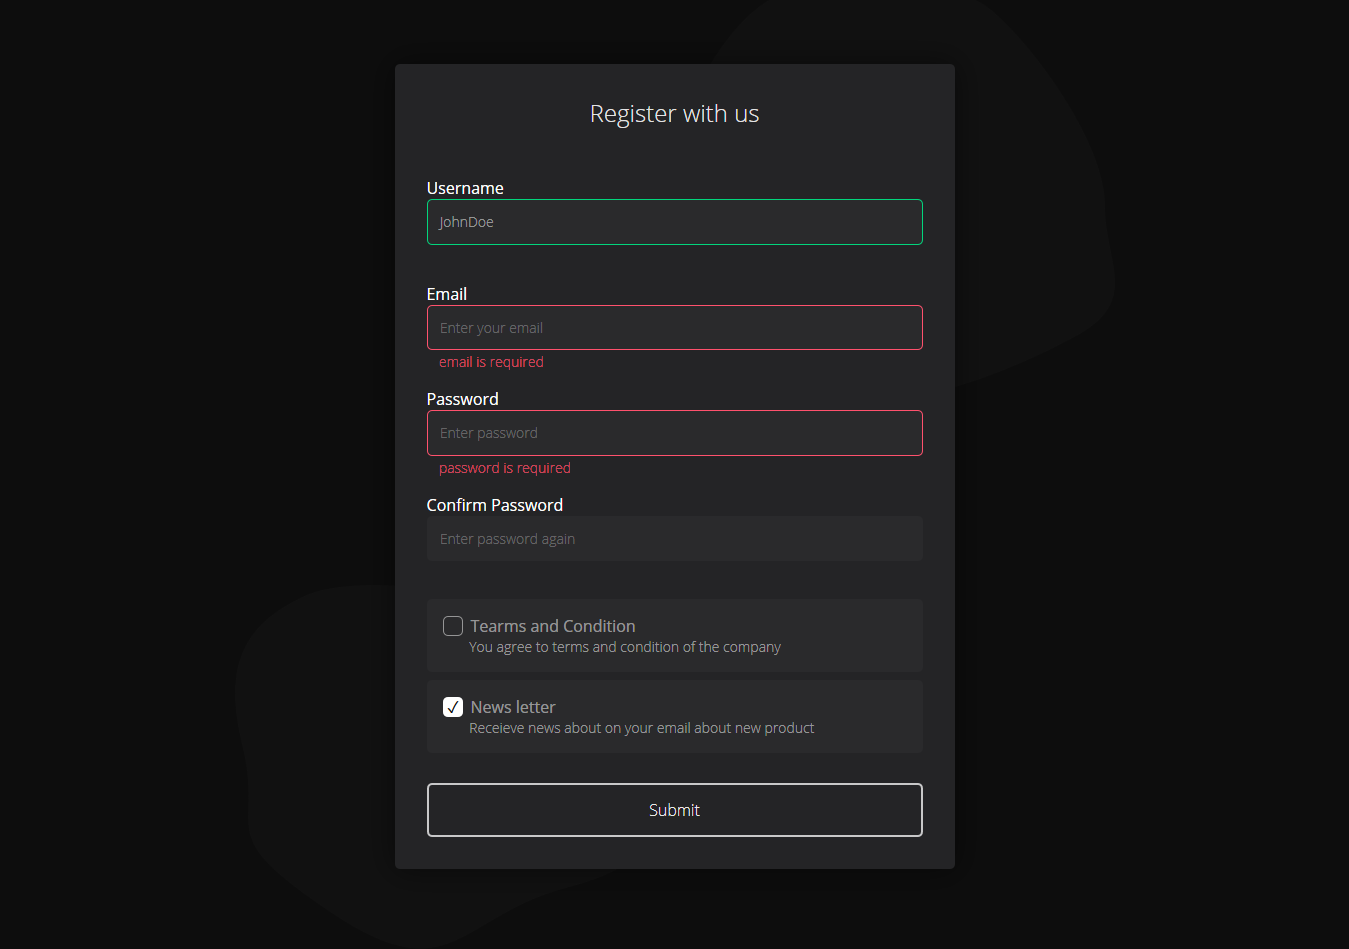 Register with us
Username
JohnDoe
Email
Enter your email
email is required
Password
Enter password
password is required
Confirm Password
Enter password again
Tearms and Condition
You agree to terms and condition of the company
News letter
Receieve news about on your email about new product
Submit